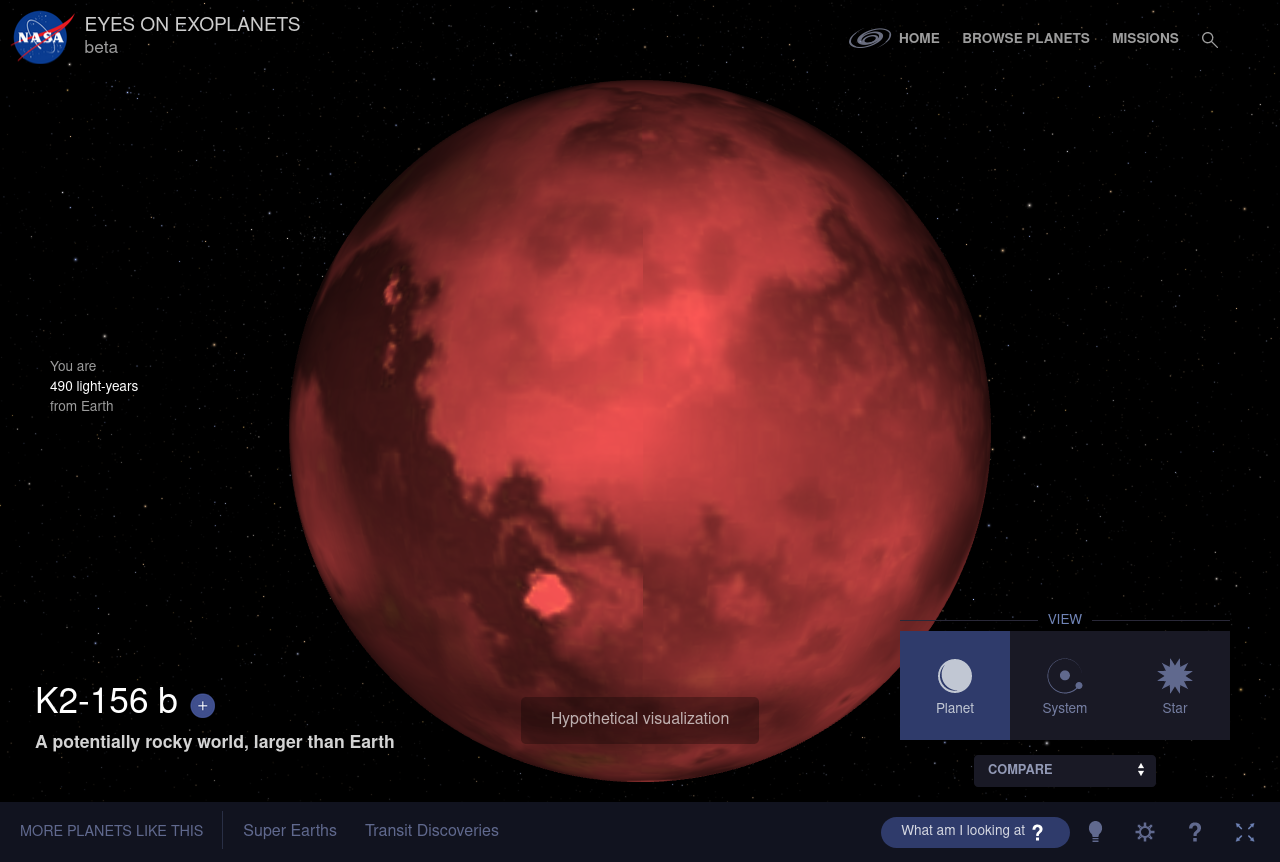 NASA
EYES ON EXOPLANETS
beta
HOME
BROWSE PLANETS
MISSIONS
You are
490 light-years
from Earth
VIEW
Planet
System
Star
K2-156 b +
A potentially rocky world, larger than Earth
Hypothetical visualization
COMPARE
MORE PLANETS LIKE THIS
Super Earths
Transit Discoveries
What am I looking at ?
?